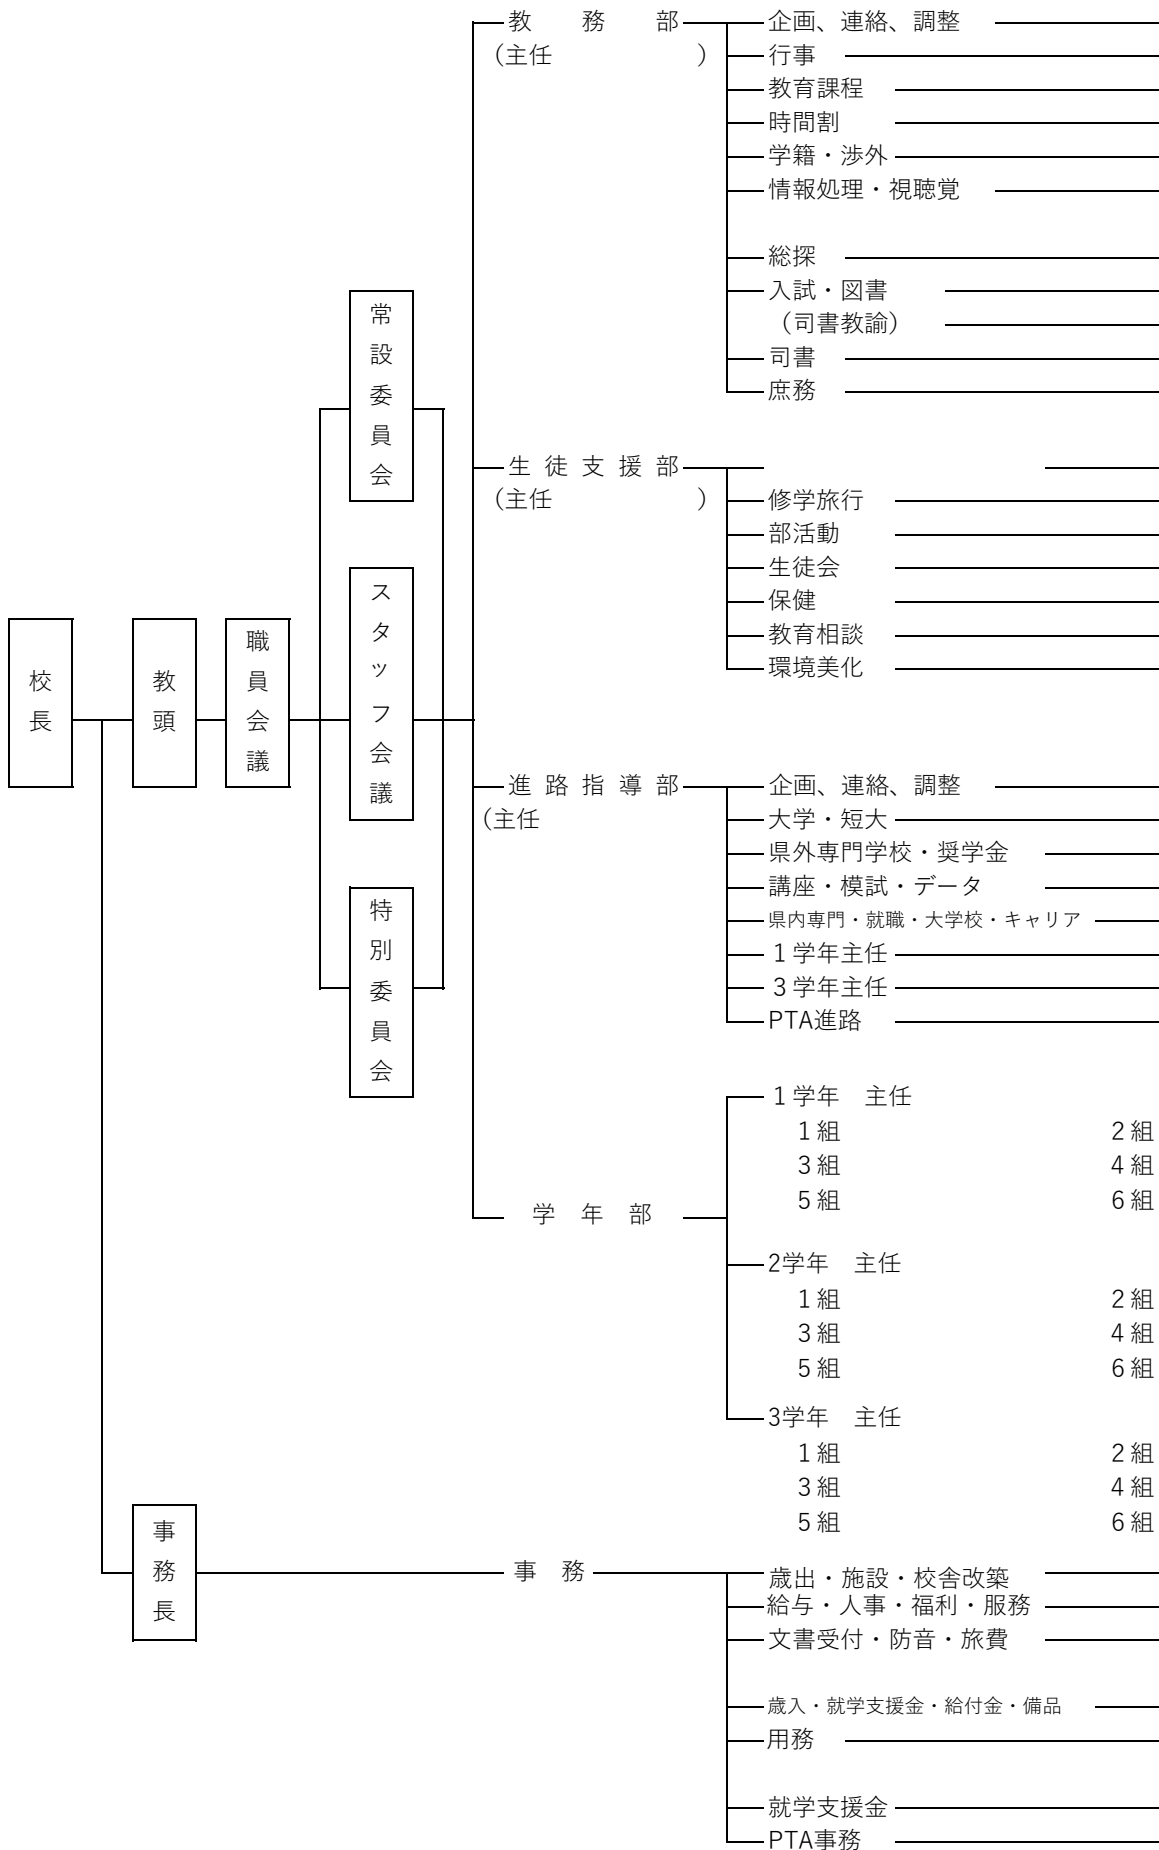 校長
教頭
職員会議
常設委員会
スタッフ会議
特別委員会
教　務　部
(主任　　　　　　)
企画、連絡、調整
行事
教育課程
時間割
学籍・渉外
情報処理・視聴覚
総探
入試・図書
（司書教諭）
司書
庶務
生徒支援部
(主任　　　　　　)
修学旅行
部活動
生徒会
保健
教育相談
環境美化
進路指導部
(主任
企画、連絡、調整
大学・短大
県外専門学校・奨学金
講座・模試・データ
県内専門・就職・大学校・キャリア
１学年主任
３学年主任
PTA進路
学　年　部
１学年　主任
１組　２組
３組　４組
５組　６組
2学年　主任
１組　２組
３組　４組
５組　６組
3学年　主任
１組　２組
３組　４組
５組　６組
事務長
事　務
歳出・施設・校舎改築
給与・人事・福利・服務
文書受付・防音・旅費
歳入・就学支援金・給付金・備品
用務
就学支援金
PTA事務